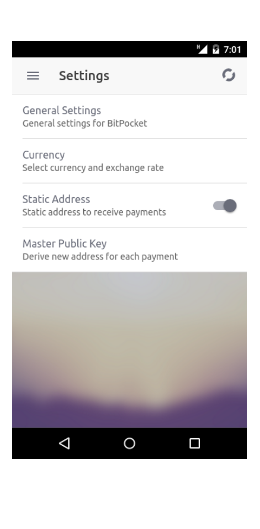 7:01
Settings
General Settings
General settings for BitPocket
Currency
Select currency and exchange rate
Static Address
Static address to receive payments
Master Public Key
Derive new address for each payment